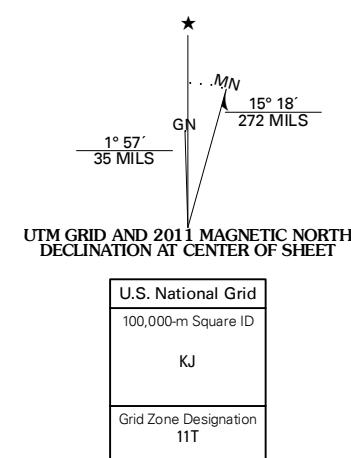 ★
MN
GN
15° 18´
272 MILS
1° 57´
35 MILS
UTM GRID AND 2011 MAGNETIC NORTH
DECLINATION AT CENTER OF SHEET
U.S. National Grid
100,000-m Square ID
KJ
Grid Zone Designation
11T